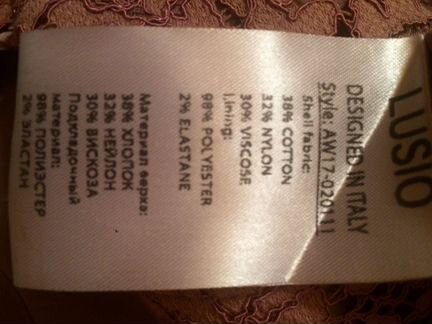 LUSIO
DESIGNED IN ITALY
Style: AW17-020111
Shell fabric:
38% COTTON
32% NYLON
30% VISCOSE
Lining:
98% POLYESTER
2% ELASTANE
Материал верха:
38% ХЛОПОК
32% НЕЙЛОН
30% ВИСКОЗА
Подкладочный
материал:
98% ПОЛИЭСТЕР
2% ЭЛАСТАН